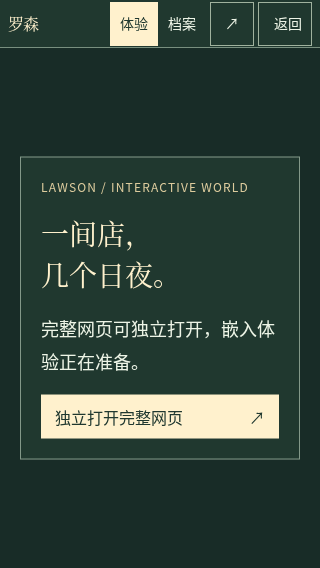 罗森
体验
档案
↗
返回
LAWSON / INTERACTIVE WORLD
一间店，
几个日夜。
完整网页可独立打开，嵌入体
验正在准备。
独立打开完整网页 ↗